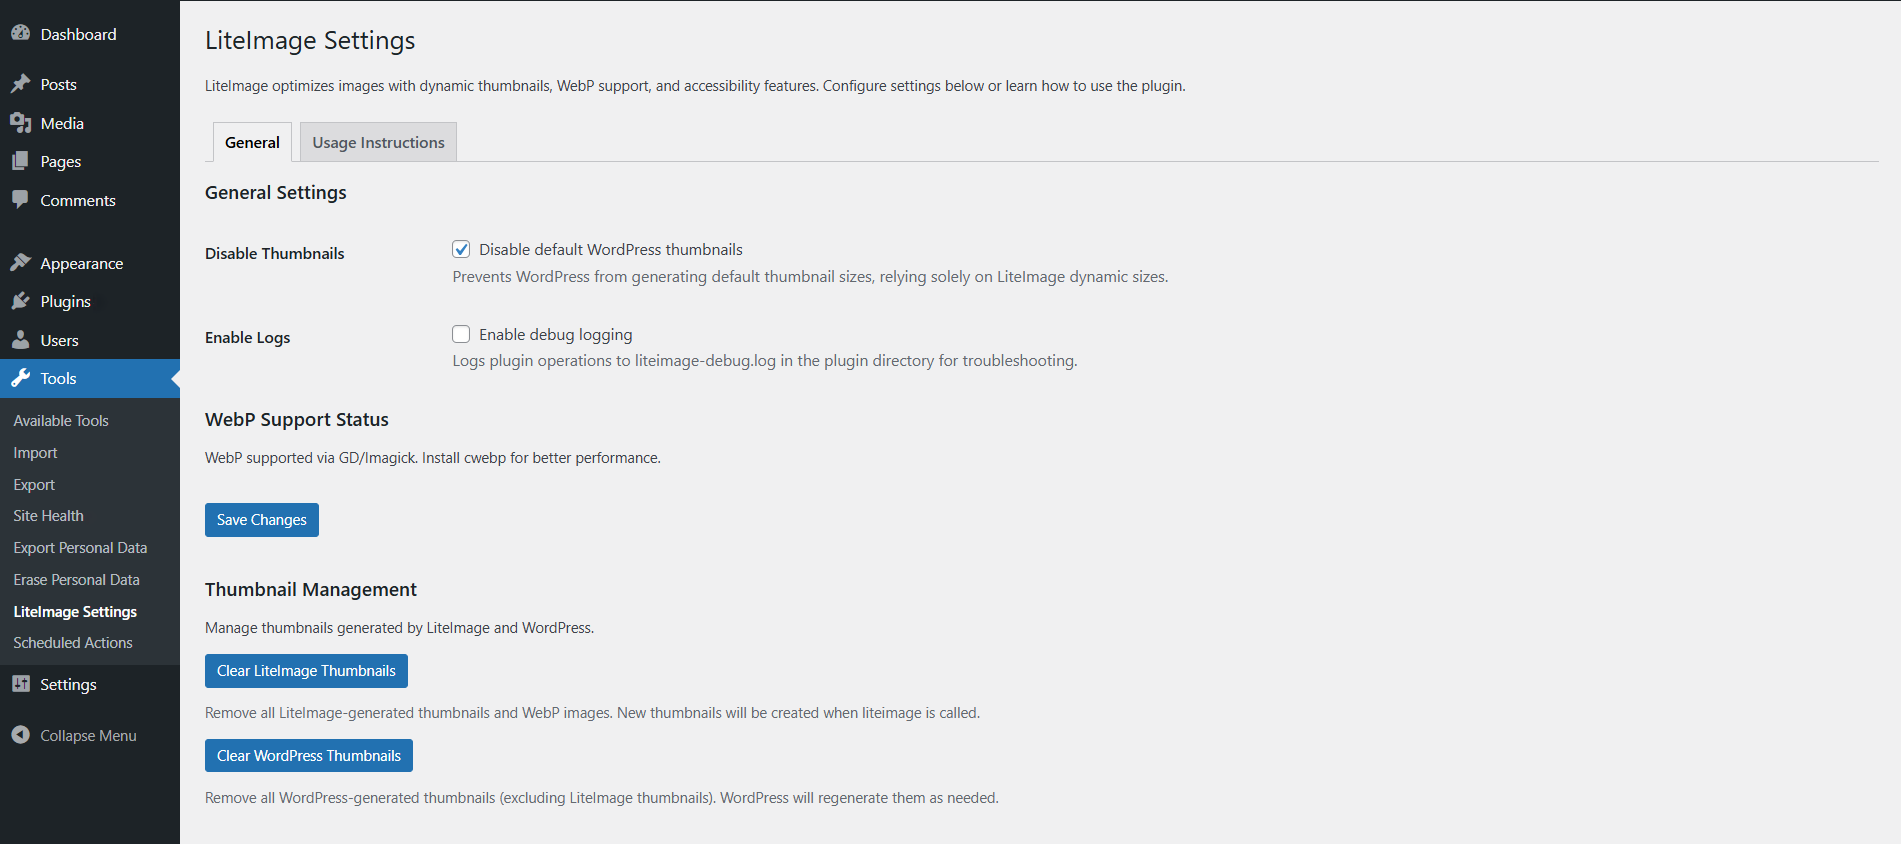 Dashboard
Posts
Media
Pages
Comments
Appearance
Plugins
Users
Tools
Available Tools
Import
Export
Site Health
Export Personal Data
Erase Personal Data
LiteImage Settings
Scheduled Actions
Settings
Collapse Menu
LiteImage Settings
LiteImage optimizes images with dynamic thumbnails, WebP support, and accessibility features. Configure settings below or learn how to use the plugin.
General
Usage Instructions
General Settings
Disable Thumbnails
Disable default WordPress thumbnails
Prevents WordPress from generating default thumbnail sizes, relying solely on LiteImage dynamic sizes.
Enable Logs
Enable debug logging
Logs plugin operations to liteimage-debug.log in the plugin directory for troubleshooting.
WebP Support Status
WebP supported via GD/Imagick. Install cwebp for better performance.
Save Changes
Thumbnail Management
Manage thumbnails generated by LiteImage and WordPress.
Clear LiteImage Thumbnails
Remove all LiteImage-generated thumbnails and WebP images. New thumbnails will be created when liteimage is called.
Clear WordPress Thumbnails
Remove all WordPress-generated thumbnails (excluding LiteImage thumbnails). WordPress will regenerate them as needed.